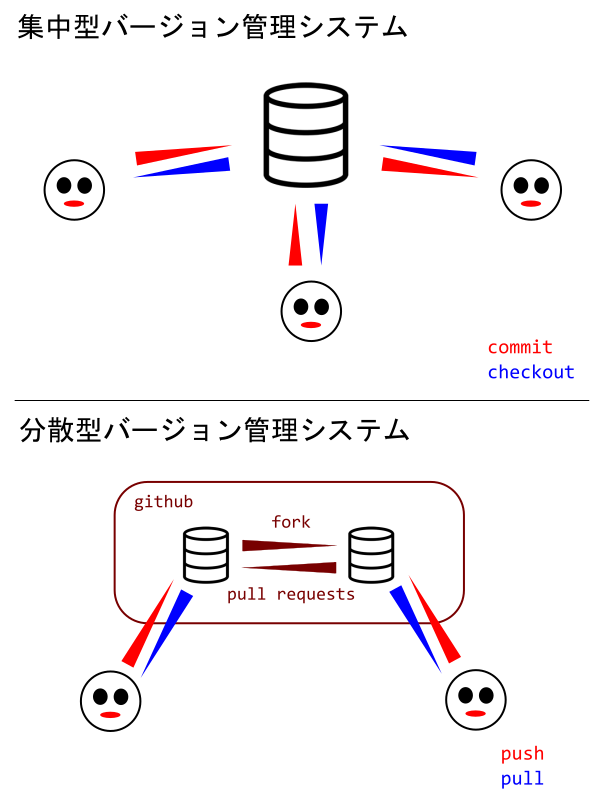 集中型バージョン管理システム
commit
checkout
分散型バージョン管理システム
github
fork
pull requests
push
pull